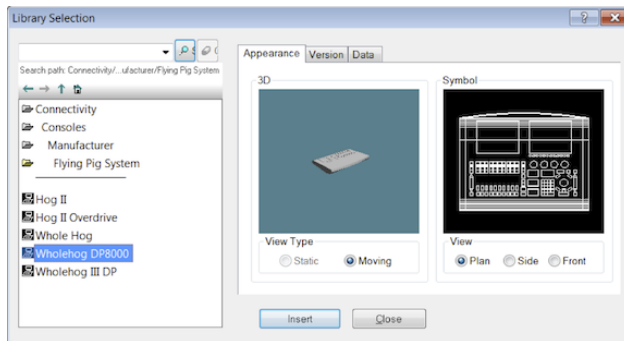 Library Selection
Search path: Connectivity/...ufacturer/Flying Pig System
Connectivity
Consoles
Manufacturer
Flying Pig System
Hog II
Hog II Overdrive
Whole Hog
Wholehog DP8000
Wholehog III DP
Appearance Version Data
3D
Symbol
View Type
Static Moving
View
Plan Side Front
Insert Close